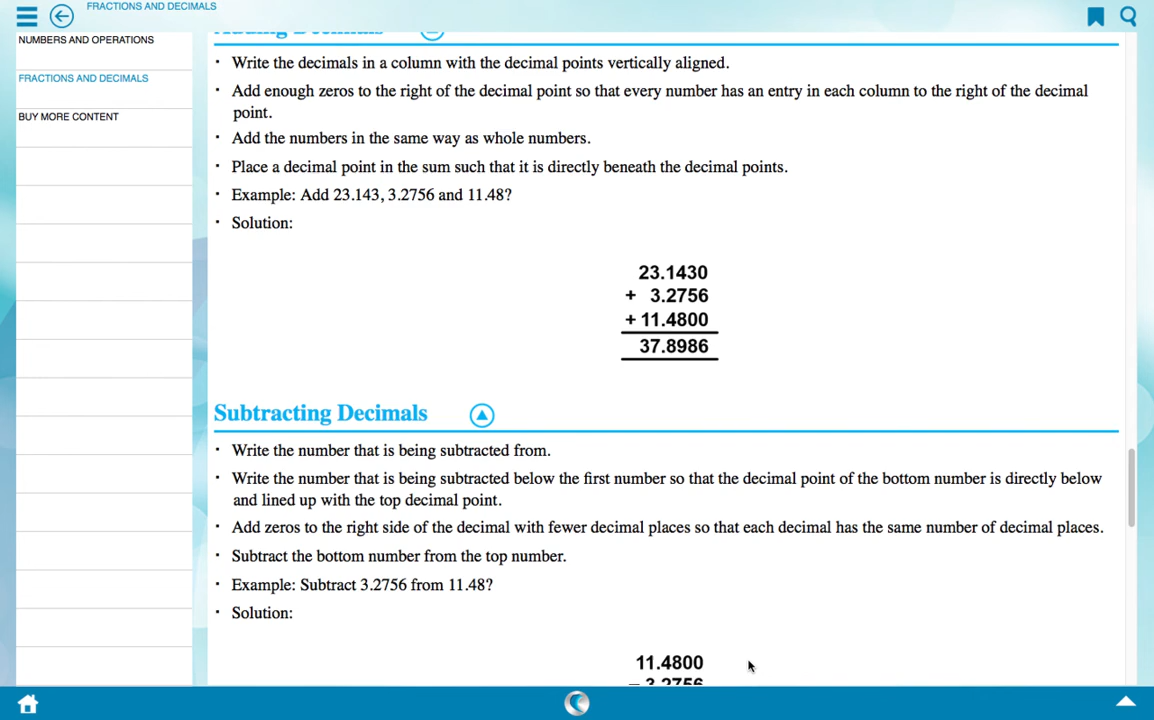 FRACTIONS AND DECIMALS
NUMBERS AND OPERATIONS
FRACTIONS AND DECIMALS
BUY MORE CONTENT
Adding Decimals
· Write the decimals in a column with the decimal points vertically aligned.
· Add enough zeros to the right of the decimal point so that every number has an entry in each column to the right of the decimal
point.
· Add the numbers in the same way as whole numbers.
· Place a decimal point in the sum such that it is directly beneath the decimal points.
· Example: Add 23.143, 3.2756 and 11.48?
· Solution:
23.1430
+ 3.2756
+ 11.4800
37.8986
Subtracting Decimals
· Write the number that is being subtracted from.
· Write the number that is being subtracted below the first number so that the decimal point of the bottom number is directly below
and lined up with the top decimal point.
· Add zeros to the right side of the decimal with fewer decimal places so that each decimal has the same number of decimal places.
· Subtract the bottom number from the top number.
· Example: Subtract 3.2756 from 11.48?
· Solution:
11.4800
– 3.2756